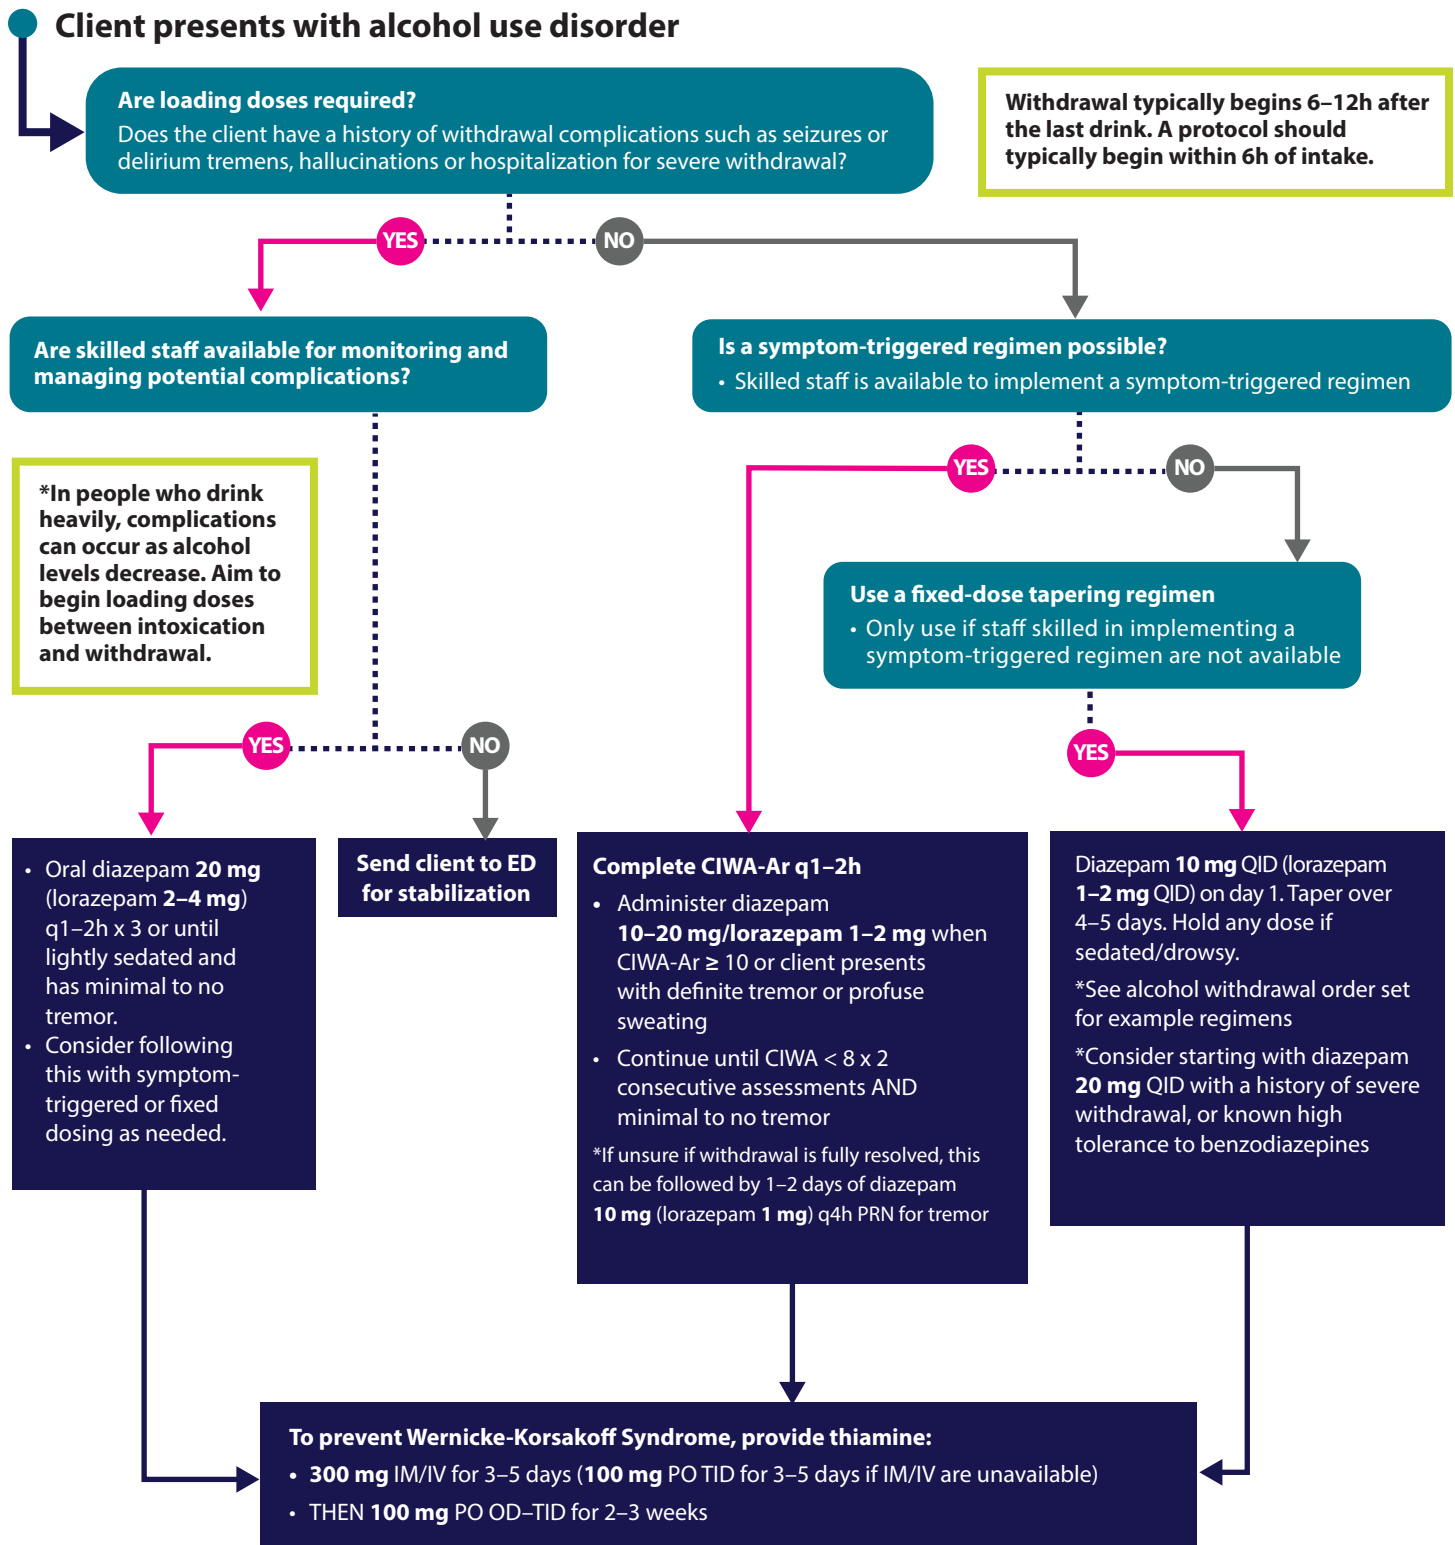 Client presents with alcohol use disorder
Are loading doses required?
Does the client have a history of withdrawal complications such as seizures or
delirium tremens, hallucinations or hospitalization for severe withdrawal?
Withdrawal typically begins 6–12h after
the last drink. A protocol should
typically begin within 6h of intake.
YES
NO
Are skilled staff available for monitoring and
managing potential complications?
Is a symptom-triggered regimen possible?
• Skilled staff is available to implement a symptom-triggered regimen
YES
NO
*In people who drink
heavily, complications
can occur as alcohol
levels decrease. Aim to
begin loading doses
between intoxication
and withdrawal.
Use a fixed-dose tapering regimen
• Only use if staff skilled in implementing a
symptom-triggered regimen are not available
YES
NO
YES
• Oral diazepam 20 mg
(lorazepam 2–4 mg)
q1–2h x 3 or until
lightly sedated and
has minimal to no
tremor.
• Consider following
this with symptom-
triggered or fixed
dosing as needed.
Send client to ED
for stabilization
Complete CIWA-Ar q1–2h
• Administer diazepam
10–20 mg/lorazepam 1–2 mg when
CIWA-Ar ≥ 10 or client presents
with definite tremor or profuse
sweating
• Continue until CIWA < 8 x 2
consecutive assessments AND
minimal to no tremor
*If unsure if withdrawal is fully resolved, this
can be followed by 1–2 days of diazepam
10 mg (lorazepam 1 mg) q4h PRN for tremor
Diazepam 10 mg QID (lorazepam
1–2 mg QID) on day 1. Taper over
4–5 days. Hold any dose if
sedated/drowsy.
*See alcohol withdrawal order set
for example regimens
*Consider starting with diazepam
20 mg QID with a history of severe
withdrawal, or known high
tolerance to benzodiazepines
To prevent Wernicke-Korsakoff Syndrome, provide thiamine:
• 300 mg IM/IV for 3–5 days (100 mg PO TID for 3–5 days if IM/IV are unavailable)
• THEN 100 mg PO OD–TID for 2–3 weeks